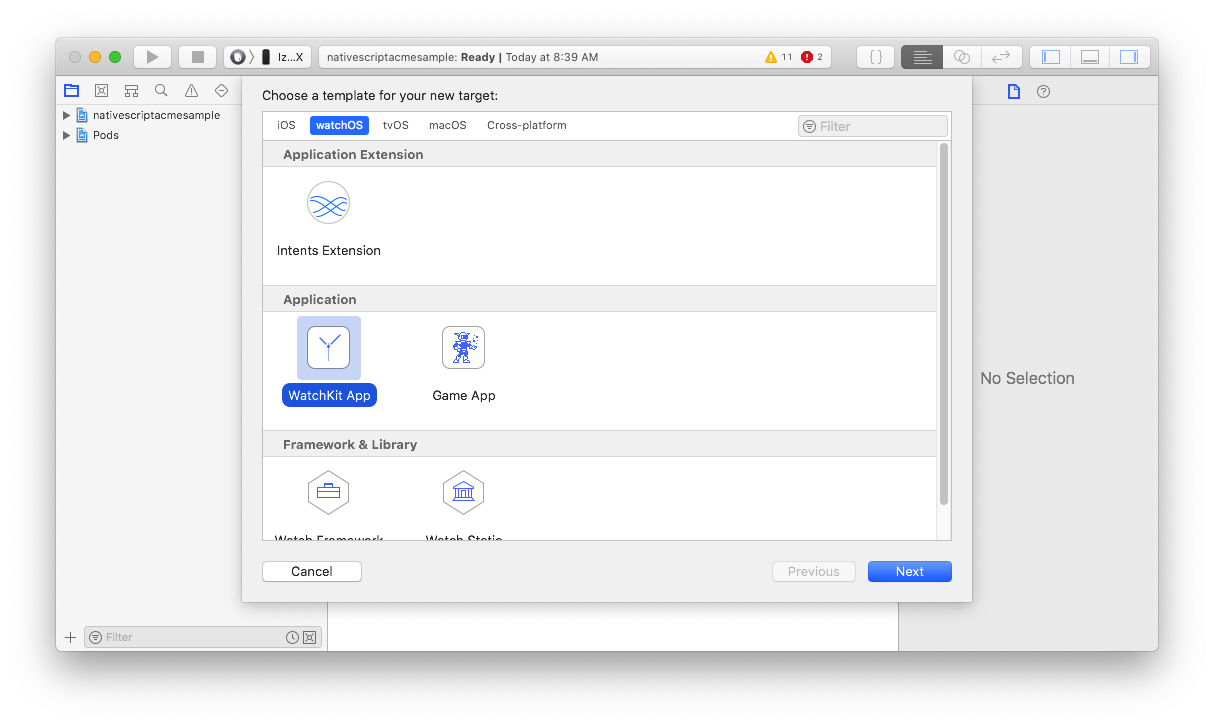 Iz...X
nativescriptacmesample: Ready | Today at 8:39 AM
11
2
Choose a template for your new target:
nativescriptacmesample
Pods
iOS watchOS tvOS macOS Cross-platform
Filter
Application Extension
Intents Extension
Application
WatchKit App Game App
No Selection
Framework & Library
Watch Framework Watch Static
Cancel Previous Next
Filter